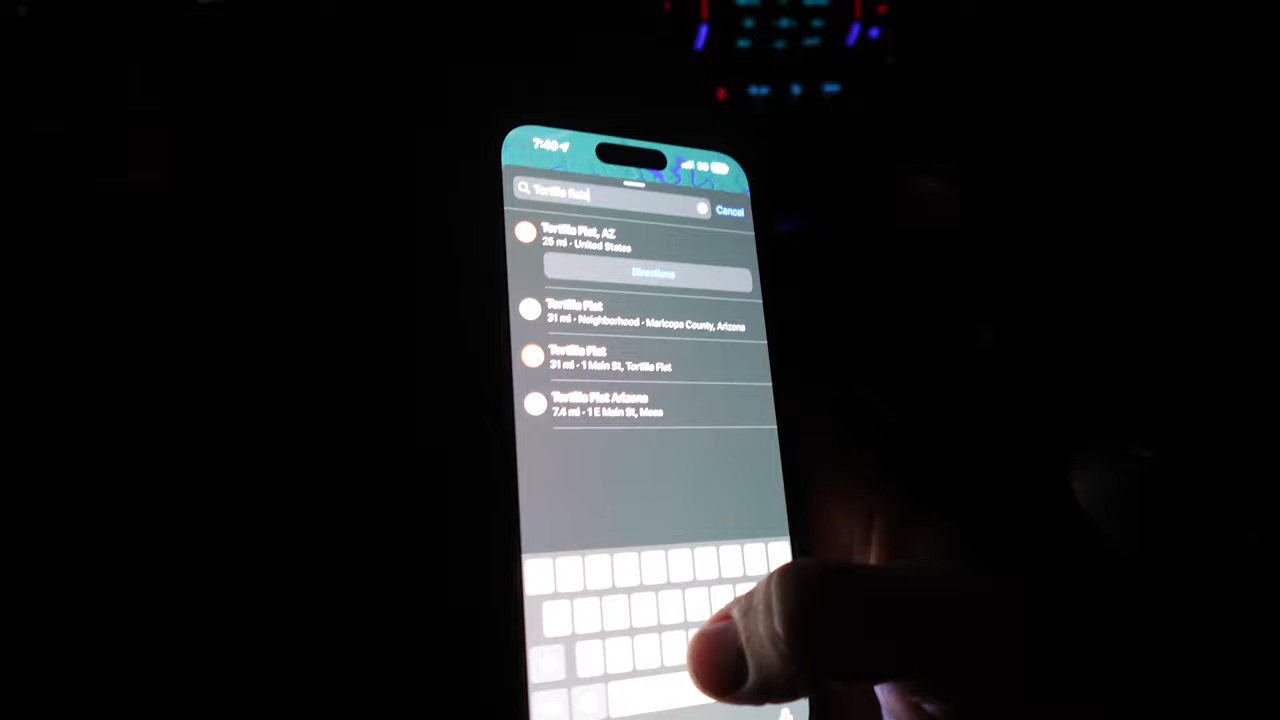 Cancel
Tortilla Flat, AZ
25 mi · United States
Directions
Tortilla Flat
31 mi · Neighborhood · Maricopa County, Arizona
Tortilla Flat
31 mi · 1 Main St, Tortilla Flat
Tortilla Flat Arizona
7.4 mi · 1 E Main St, Mesa